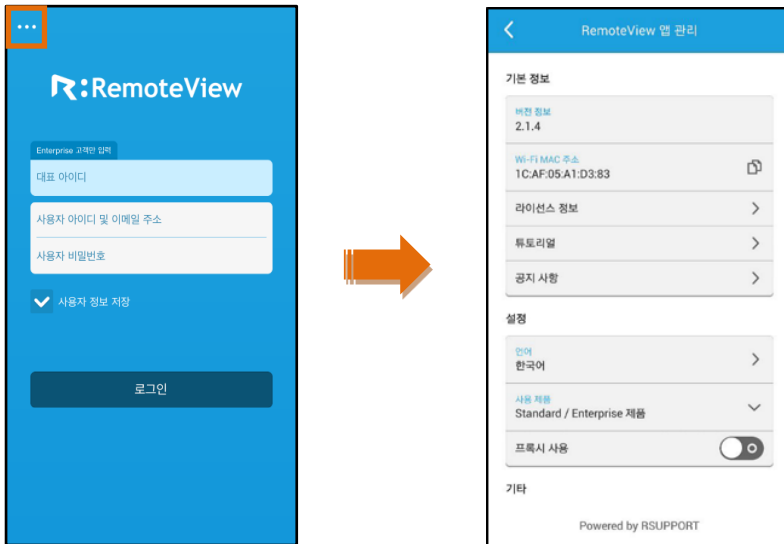 R:RemoteView
Enterprise 고객만 입력
대표 아이디
사용자 아이디 및 이메일 주소
사용자 비밀번호
사용자 정보 저장
로그인
RemoteView 앱 관리
기본 정보
버전 정보
2.1.4
Wi-Fi MAC 주소
1C:AF:05:A1:D3:83
라이선스 정보
튜토리얼
공지 사항
설정
언어
한국어
사용 제품
Standard / Enterprise 제품
프록시 사용
기타
Powered by RSUPPORT